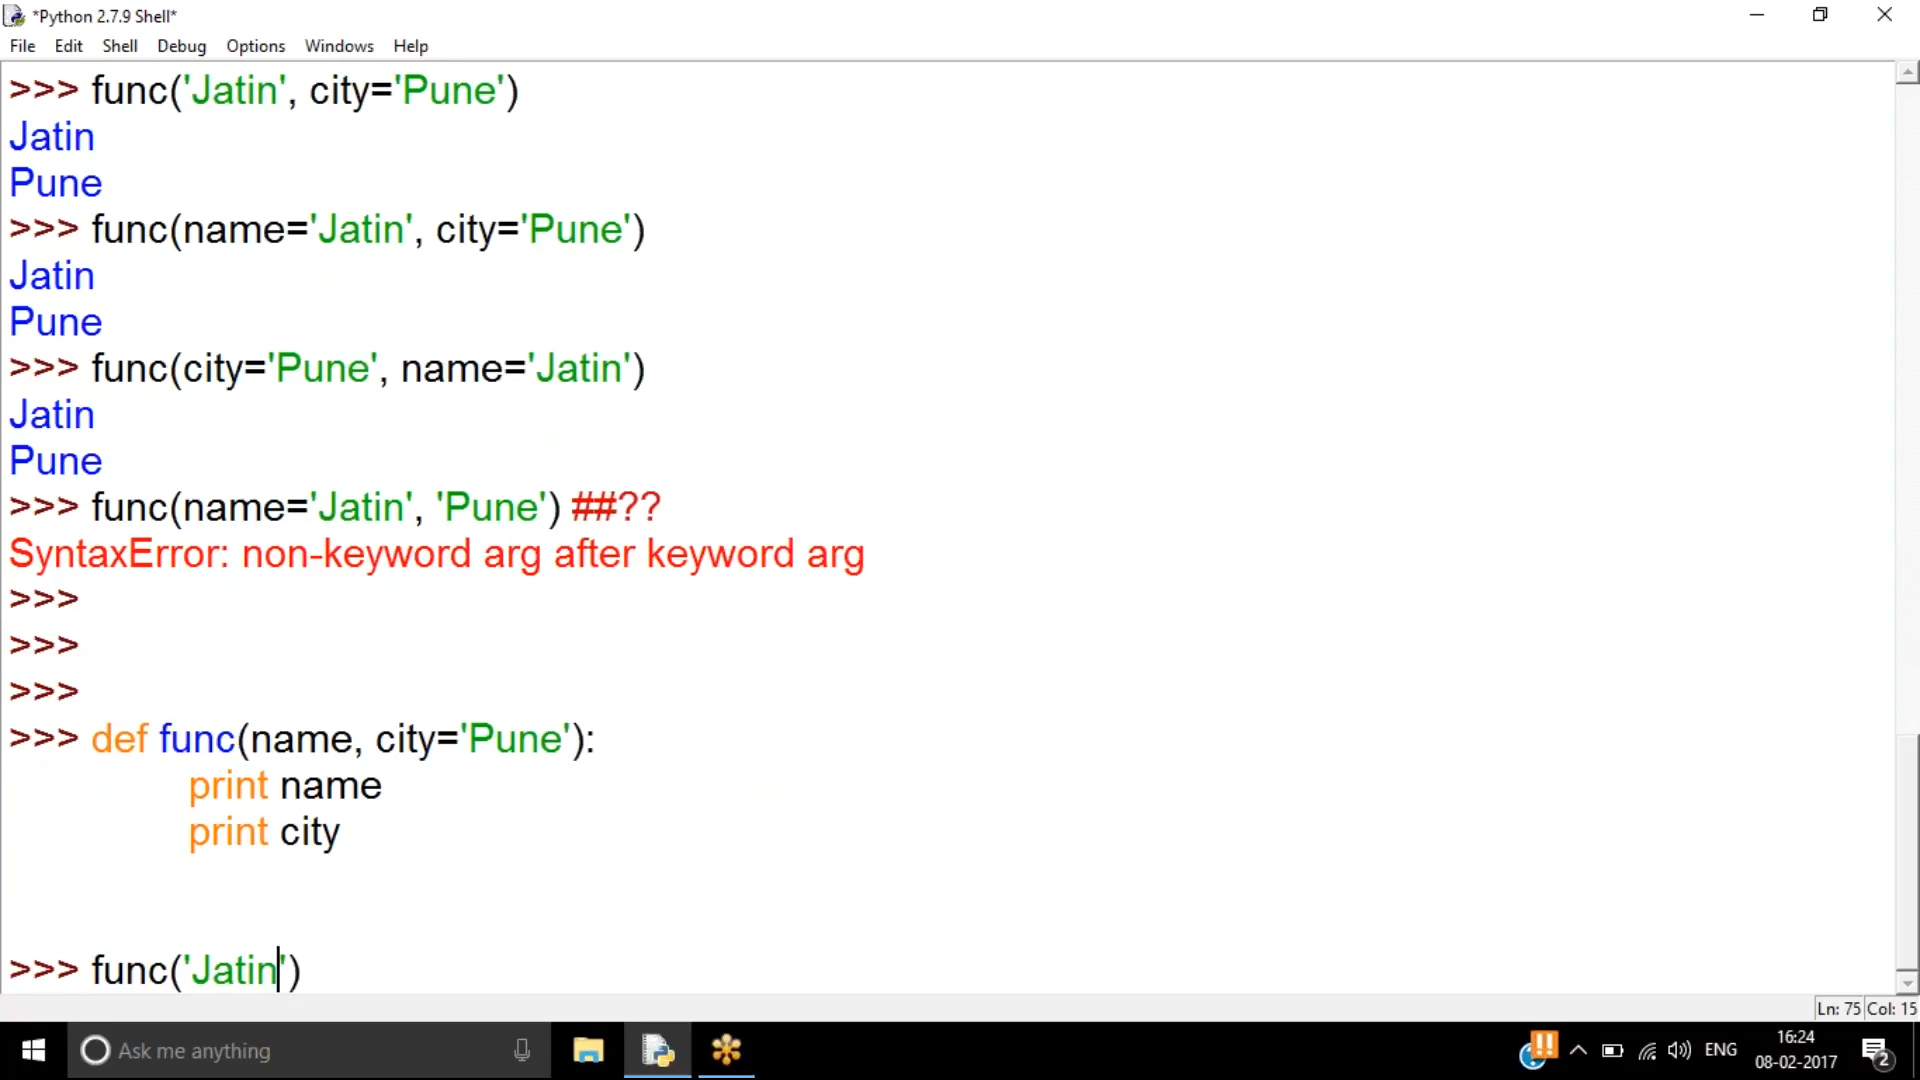 *Python 2.7.9 Shell*
File Edit Shell Debug Options Windows Help
>>> func('Jatin', city='Pune')
Jatin
Pune
>>> func(name='Jatin', city='Pune')
Jatin
Pune
>>> func(city='Pune', name='Jatin')
Jatin
Pune
>>> func(name='Jatin', 'Pune') ##??
SyntaxError: non-keyword arg after keyword arg
>>>
>>>
>>>
>>> def func(name, city='Pune'):
print name
print city
>>> func('Jatin')
Ln: 75 Col: 15
Ask me anything
ENG
16:24
08-02-2017
2